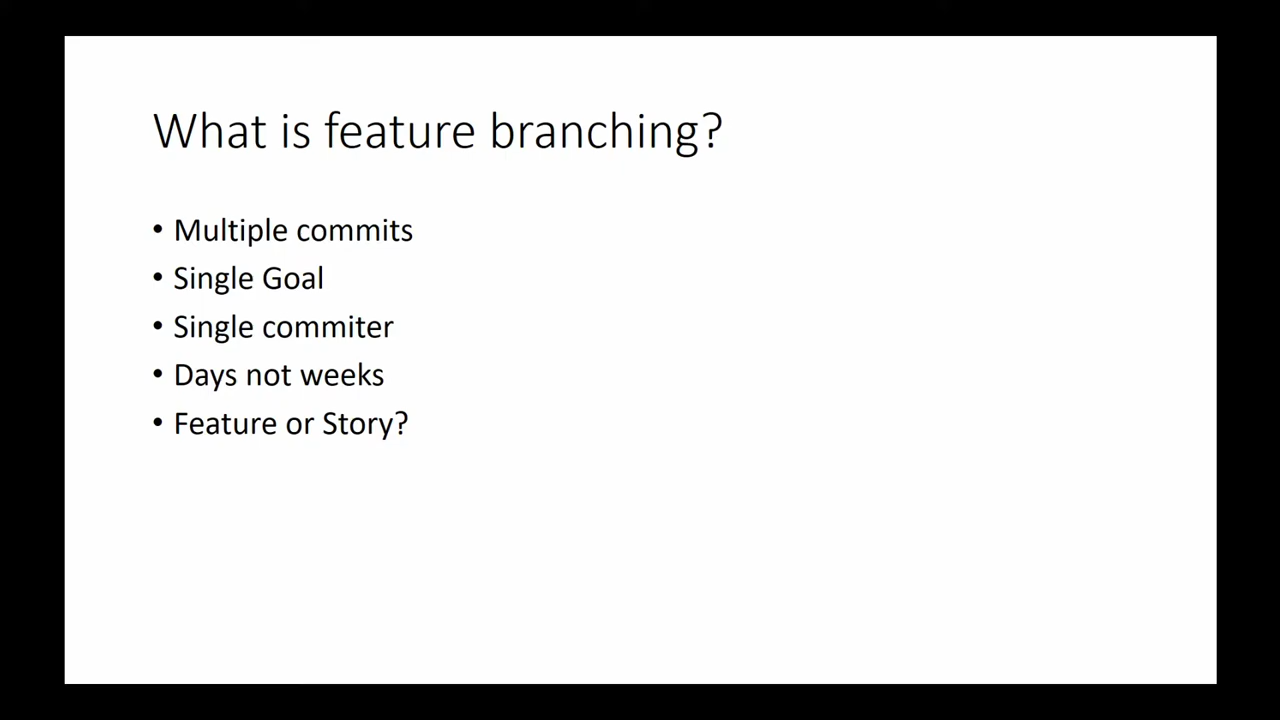 What is feature branching?
• Multiple commits
• Single Goal
• Single commiter
• Days not weeks
• Feature or Story?